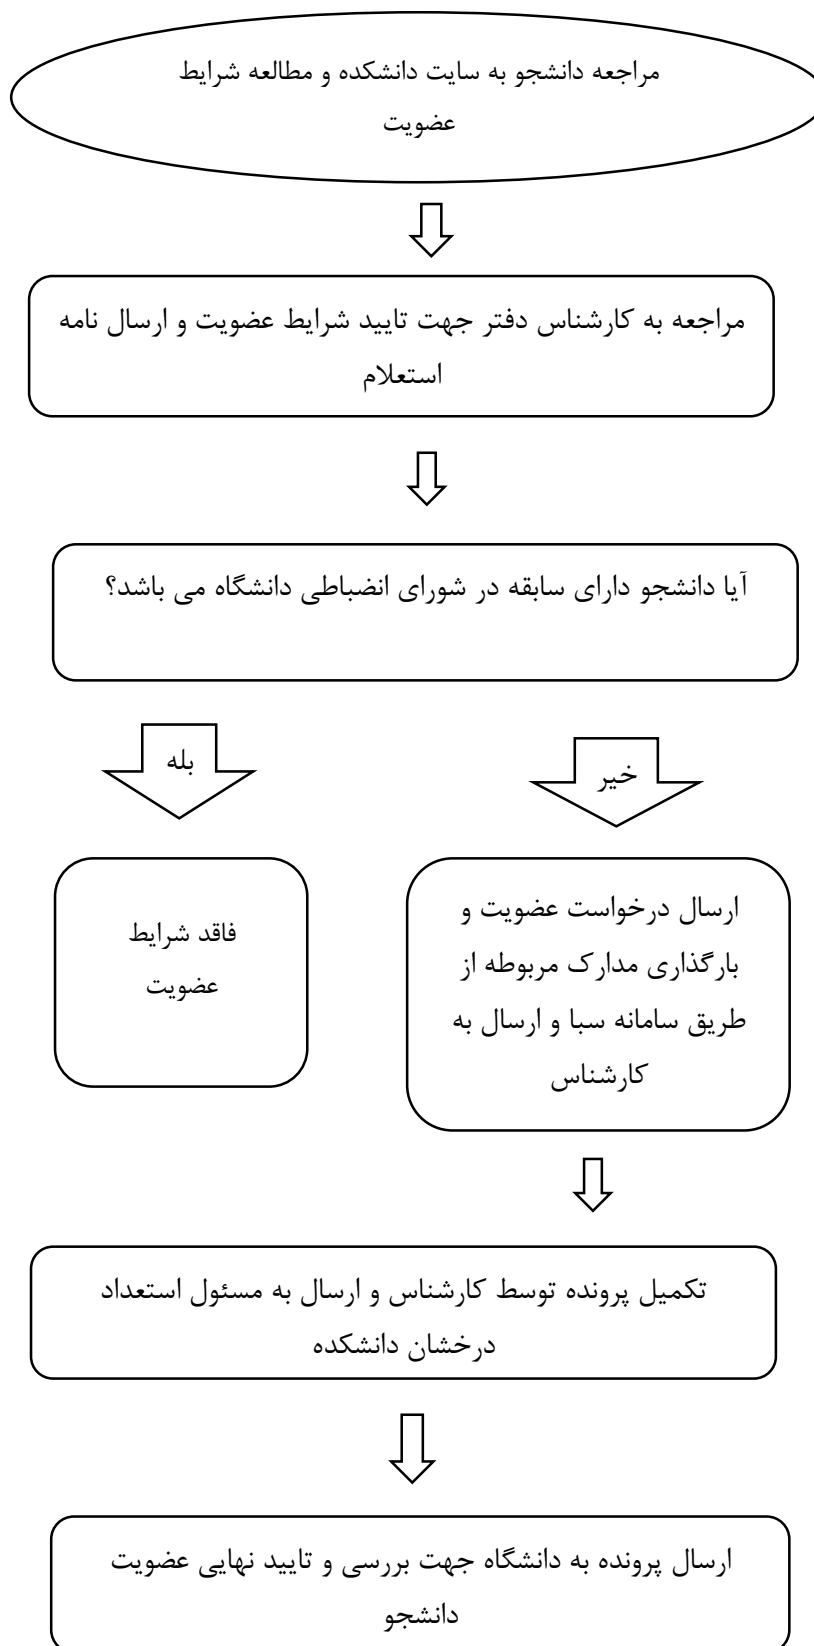 مراجعه دانشجو به سایت دانشکده و مطالعه شرایط
عضویت
مراجعه به کارشناس دفتر جهت تایید شرایط عضویت و ارسال نامه
استعلام
آیا دانشجو دارای سابقه در شورای انضباطی دانشگاه می باشد؟
خیر
بله
ارسال درخواست عضویت و
بارگذاری مدارک مربوطه از
طریق سامانه سبا و ارسال به
کارشناس
فاقد شرایط
عضویت
تکمیل پرونده توسط کارشناس و ارسال به مسئول استعداد
درخشان دانشکده
ارسال پرونده به دانشگاه جهت بررسی و تایید نهایی عضویت
دانشجو